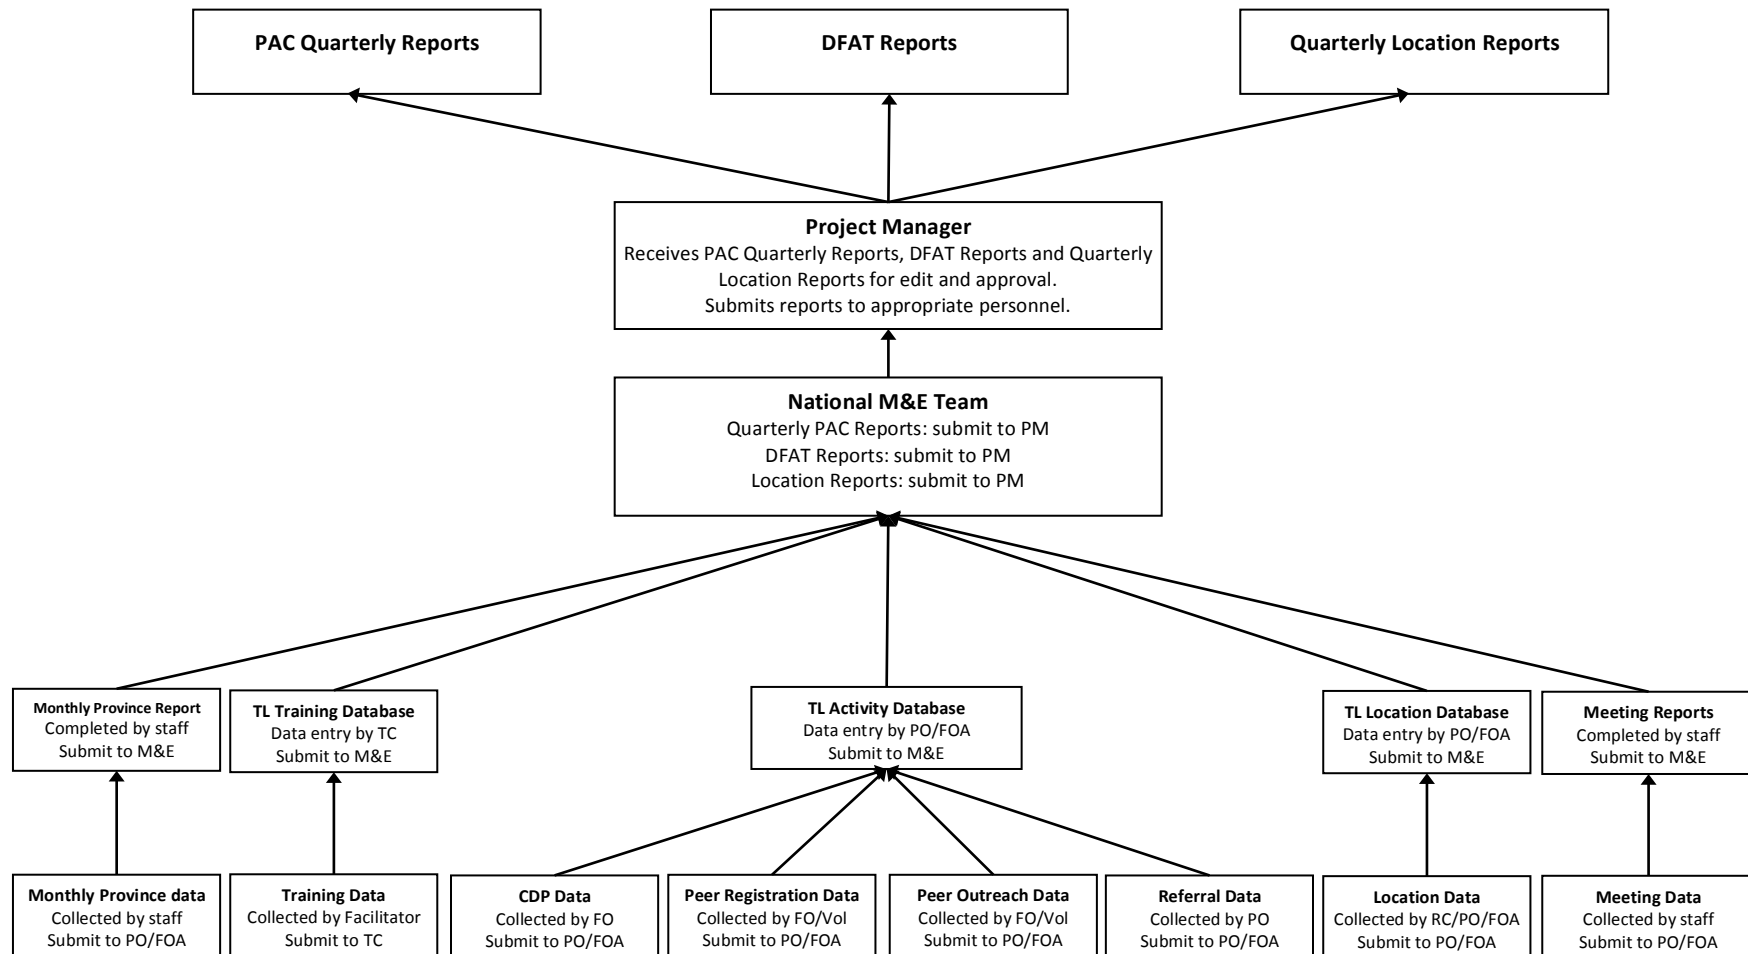 PAC Quarterly Reports
DFAT Reports
Quarterly Location Reports
Project Manager
Receives PAC Quarterly Reports, DFAT Reports and Quarterly
Location Reports for edit and approval.
Submits reports to appropriate personnel.
National M&E Team
Quarterly PAC Reports: submit to PM
DFAT Reports: submit to PM
Location Reports: submit to PM
Monthly Province Report
Completed by staff
Submit to M&E
TL Training Database
Data entry by TC
Submit to M&E
TL Activity Database
Data entry by PO/FOA
Submit to M&E
TL Location Database
Data entry by PO/FOA
Submit to M&E
Meeting Reports
Completed by staff
Submit to M&E
Monthly Province data
Collected by staff
Submit to PO/FOA
Training Data
Collected by Facilitator
Submit to TC
CDP Data
Collected by FO
Submit to PO/FOA
Peer Registration Data
Collected by FO/Vol
Submit to PO/FOA
Peer Outreach Data
Collected by FO/Vol
Submit to PO/FOA
Referral Data
Collected by PO
Submit to PO/FOA
Location Data
Collected by RC/PO/FOA
Submit to PO/FOA
Meeting Data
Collected by staff
Submit to PO/FOA